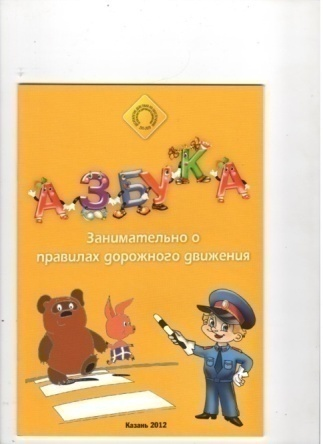 АЗБУКА
Занимательно о
правилах дорожного движения
Казань 2012